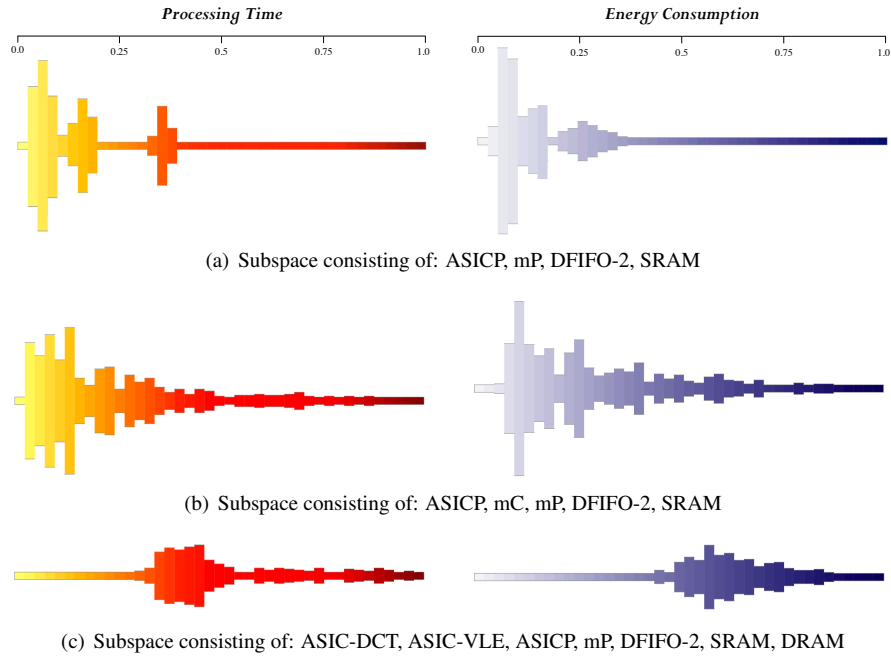 Processing Time
Energy Consumption
0.0 0.25 0.5 0.75 1.0
0.0 0.25 0.5 0.75 1.0
(a) Subspace consisting of: ASICP, mP, DFIFO-2, SRAM
(b) Subspace consisting of: ASICP, mC, mP, DFIFO-2, SRAM
(c) Subspace consisting of: ASIC-DCT, ASIC-VLE, ASICP, mP, DFIFO-2, SRAM, DRAM